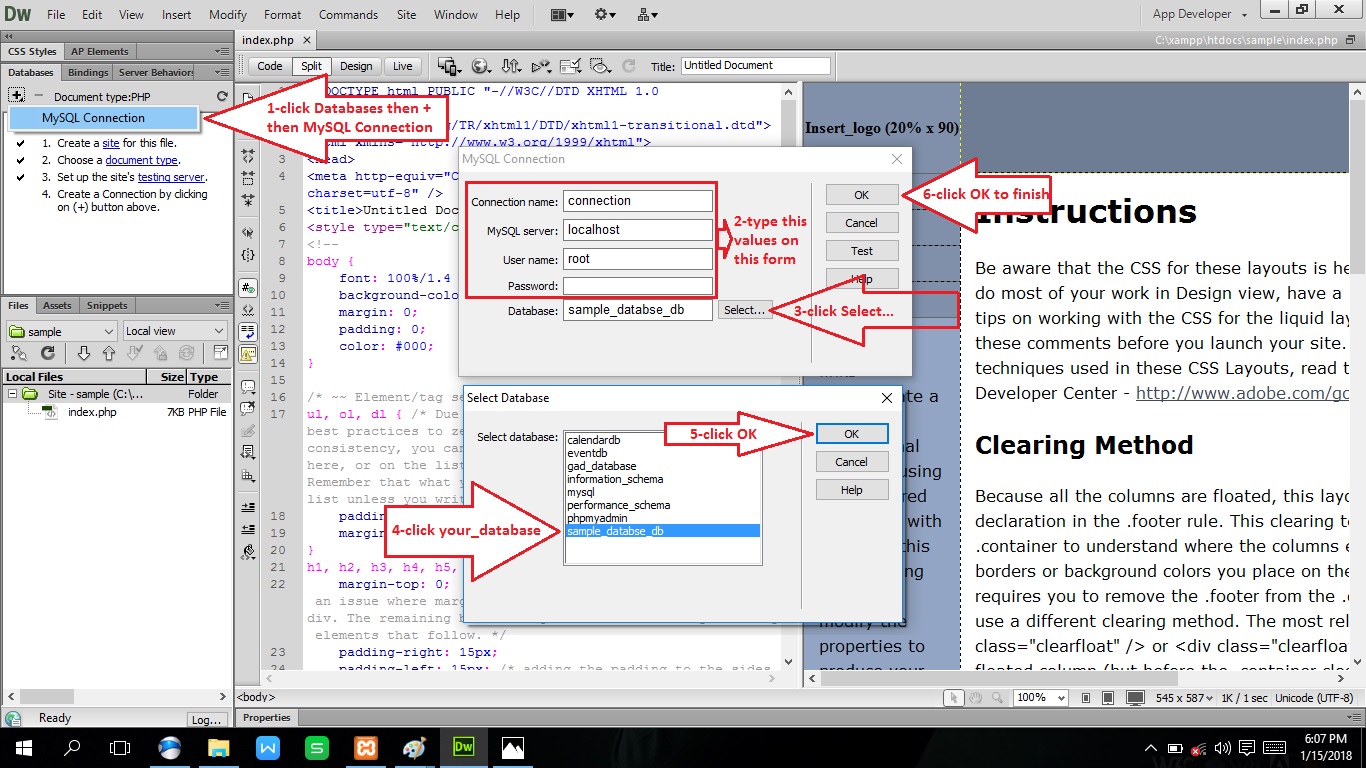 Dw File Edit View Insert Modify Format Commands Site Window Help App Developer
CSS Styles AP Elements
index.php
C:\xampp\htdocs\sample\index.php
Databases Bindings Server Behaviors
Code Split Design Live Title: Untitled Document
Document type:PHP
MySQL Connection
1. Create a site for this file.
2. Choose a document type.
3. Set up the site's testing server.
4. Create a Connection by clicking
on (+) button above.
1-click Databases then +
then MySQL Connection
Files Assets Snippets
sample Local view
Local Files Size Type
Site - sample (C:\... Folder
index.php 7KB PHP File
Ready Log...
DOCTYPE html PUBLIC "-//W3C//DTD XHTML 1.0
/TR/xhtml1/DTD/xhtml1-transitional.dtd">
html xmlns="http://www.w3.org/1999/xhtml">
3 <head>
4 <meta http-equiv="C
charset=utf-8" />
5 <title>Untitled Doc
6 <style type="text/c
7 <!--
8 body {
9 font: 100%/1.4
10 background-colo
11 margin: 0;
12 padding: 0;
13 color: #000;
14 }
15
16 /* ~~ Element/tag se
17 ul, ol, dl { /* Due
best practices to ze
consistency, you can
here, or on the list
Remember that what y
list unless you writ
18 padd
19 marg
20 }
21 h1, h2, h3, h4, h5,
22 margin-top: 0;
an issue where marg
div. The remaining
elements that follow. */
23 padding-right: 15px;
24 padding-left: 15px; /* adding the padding to the sides
<body>
Properties
MySQL Connection
Connection name: connection
MySQL server: localhost
User name: root
Password:
Database: sample_databse_db Select...
OK
Cancel
Test
Help
2-type this
values on
this form
3-click Select...
6-click OK to finish
Select Database
Select database:
calendardb
eventdb
gad_database
information_schema
mysql
performance_schema
phpmyadmin
sample_databse_db
OK
Cancel
Help
5-click OK
4-click your_database
Insert_logo (20% x 90)
Instructions
Be aware that the CSS for these layouts is he
do most of your work in Design view, have a
tips on working with the CSS for the liquid lay
these comments before you launch your site.
techniques used in these CSS Layouts, read t
Developer Center - http://www.adobe.com/go
Clearing Method
Because all the columns are floated, this layo
declaration in the .footer rule. This clearing te
.container to understand where the columns e
borders or background colors you place on the
requires you to remove the .footer from the .c
use a different clearing method. The most rel
class="clearfloat" /> or <div class="clearfloat
floated column (but before the .container clos
modify the
properties to
produce your
100% 545 x 587 1K / 1 sec Unicode (UTF-8)
6:07 PM
1/15/2018